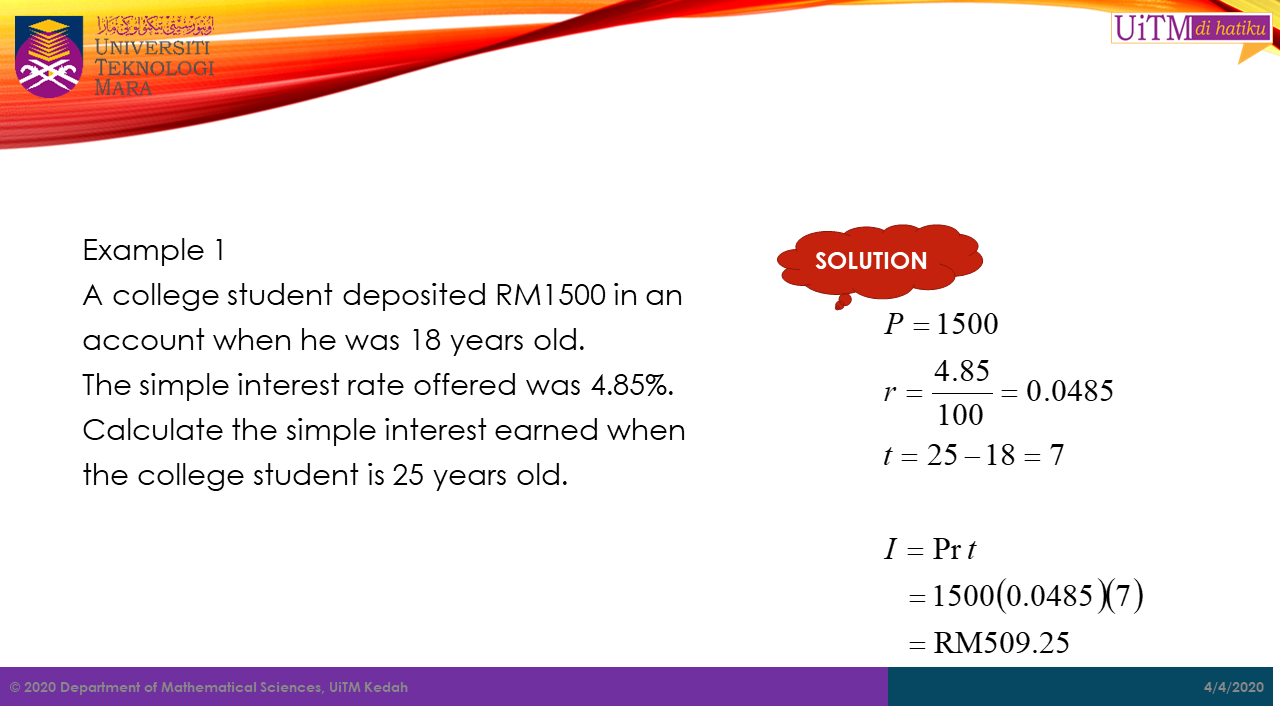 UNIVERSITI
TEKNOLOGI
MARA
UiTM di hatiku
Example 1
A college student deposited RM1500 in an
account when he was 18 years old.
The simple interest rate offered was 4.85%.
Calculate the simple interest earned when
the college student is 25 years old.
SOLUTION
P = 1500
r = 4.85/100 = 0.0485
t = 25 – 18 = 7
I = Pr t
= 1500(0.0485)(7)
= RM509.25
© 2020 Department of Mathematical Sciences, UiTM Kedah
4/4/2020